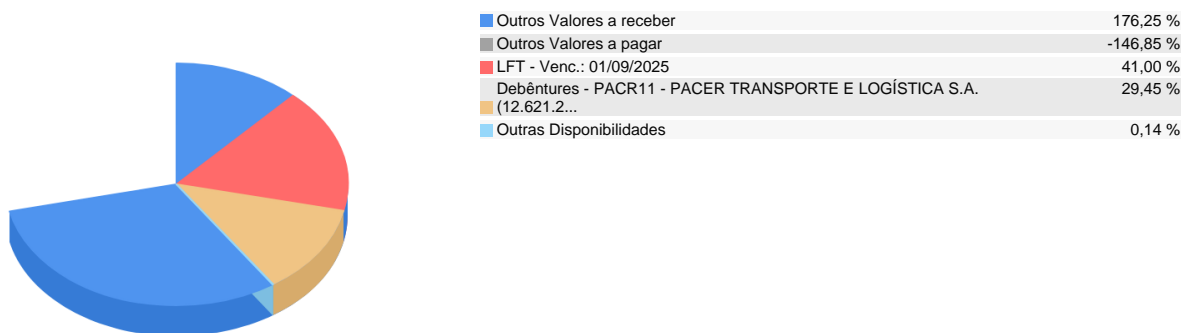 Outros Valores a receber 176,25 %
Outros Valores a pagar -146,85 %
LFT - Venc.: 01/09/2025 41,00 %
Debêntures - PACR11 - PACER TRANSPORTE E LOGÍSTICA S.A. 29,45 %
(12.621.2...
Outras Disponibilidades 0,14 %